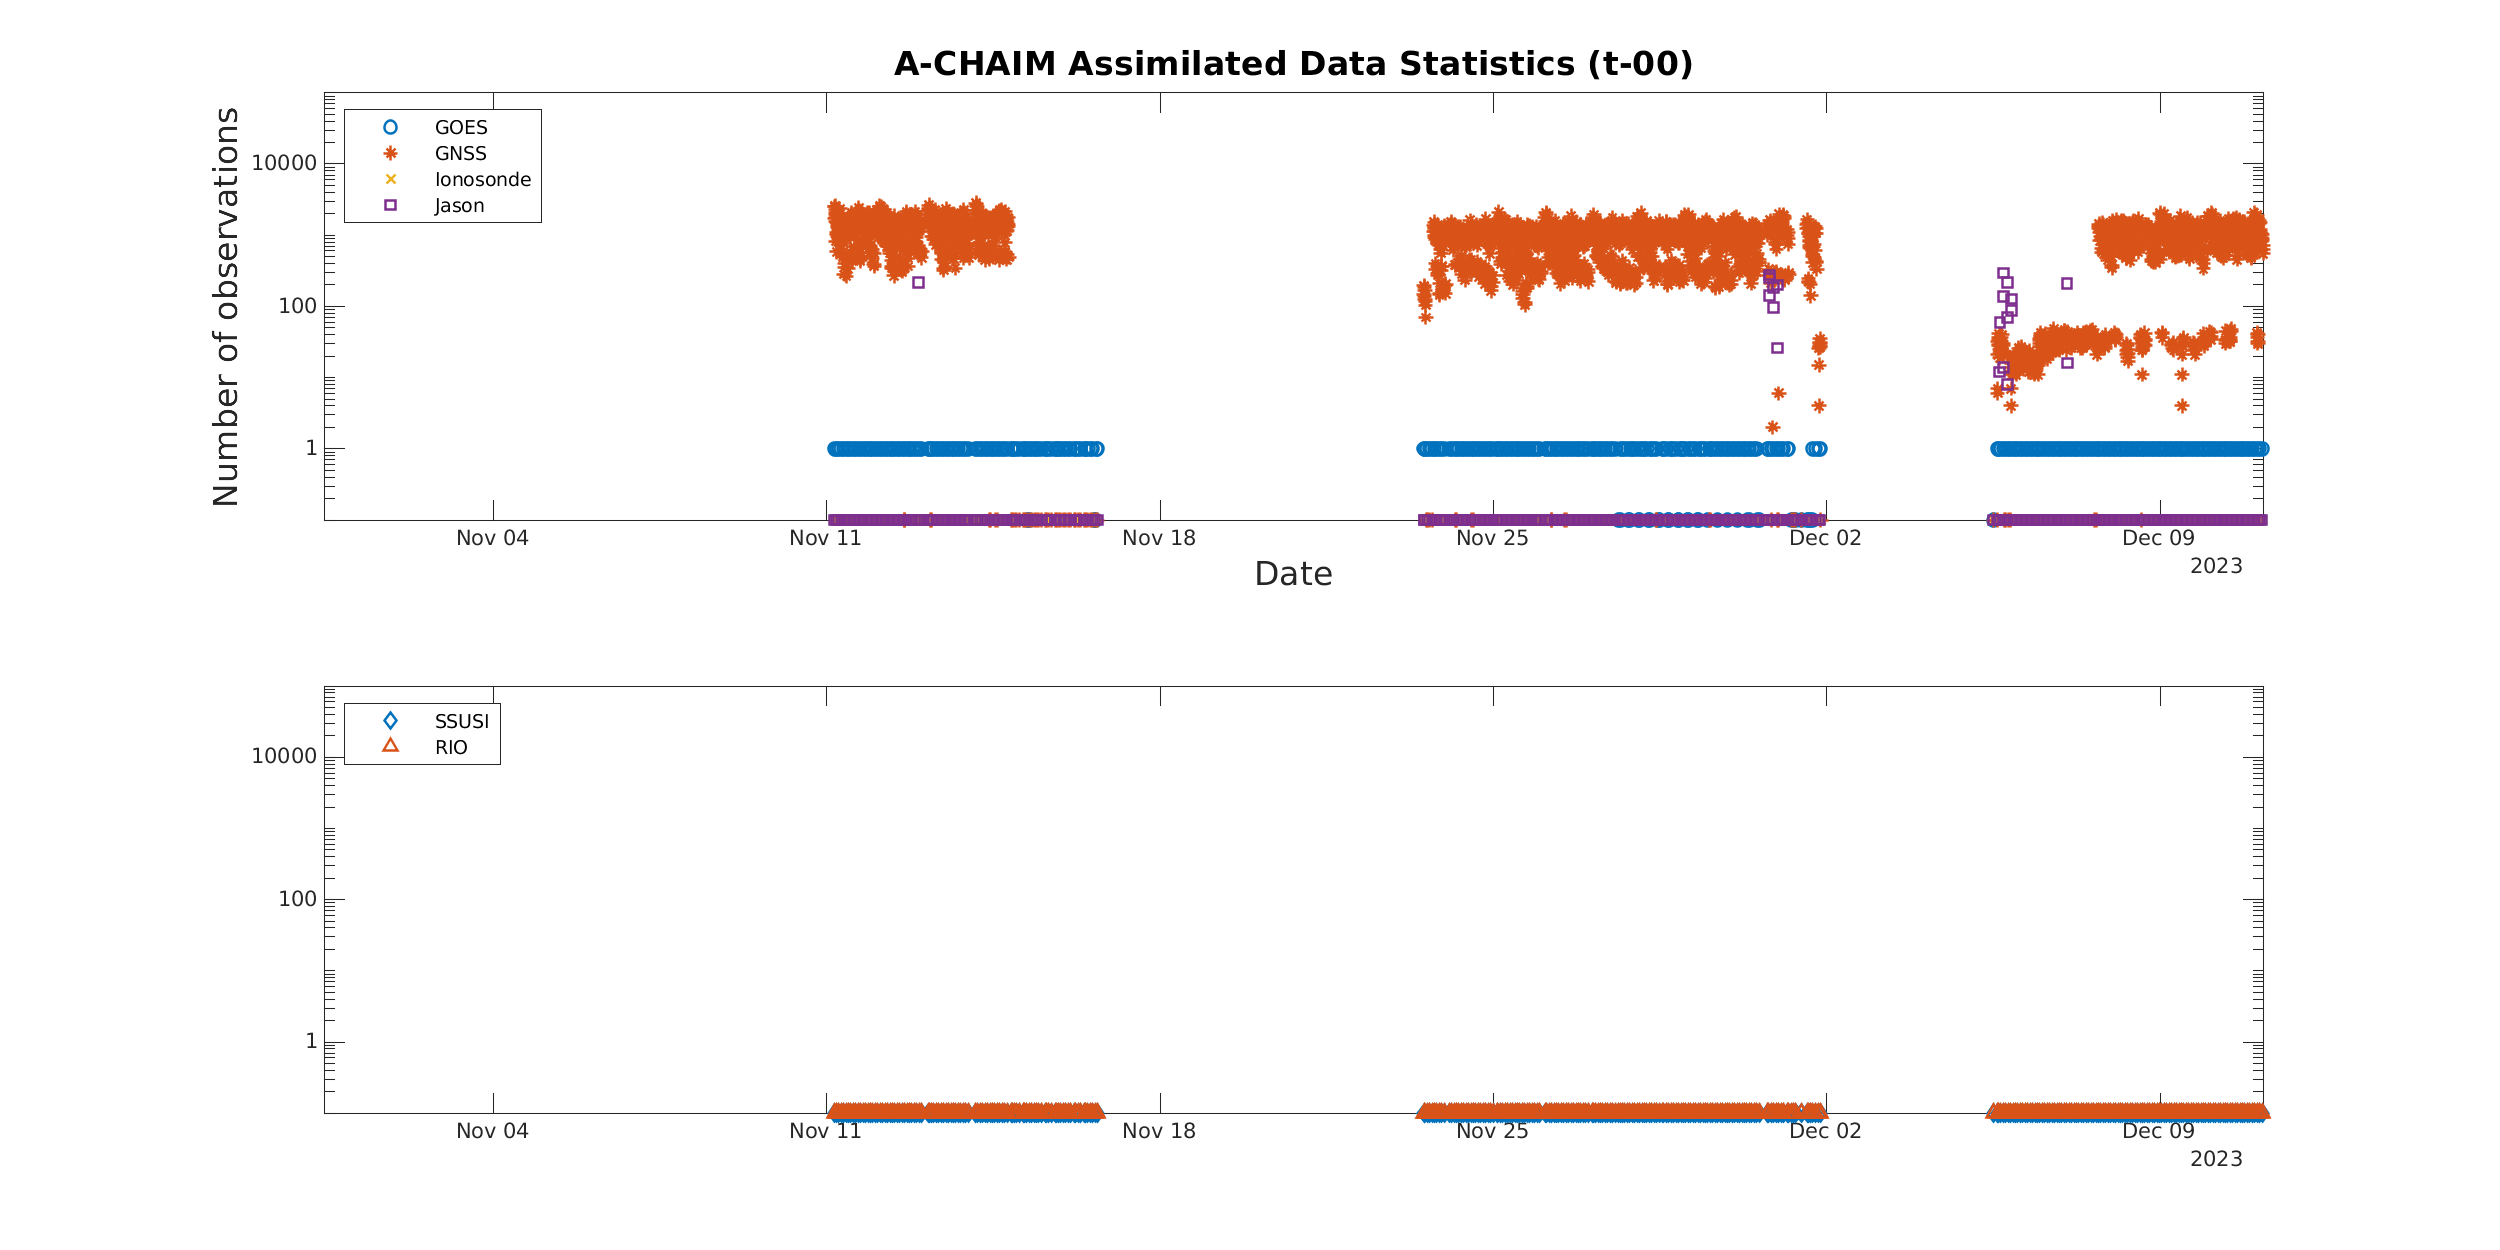 A-CHAIM Assimilated Data Statistics (t-00)
Number of observations
GOES
GNSS
Ionosonde
Jason
10000
100
1
Nov 04 Nov 11 Nov 18 Nov 25 Dec 02 Dec 09
2023
Date
SSUSI
RIO
10000
100
1
Nov 04 Nov 11 Nov 18 Nov 25 Dec 02 Dec 09
2023